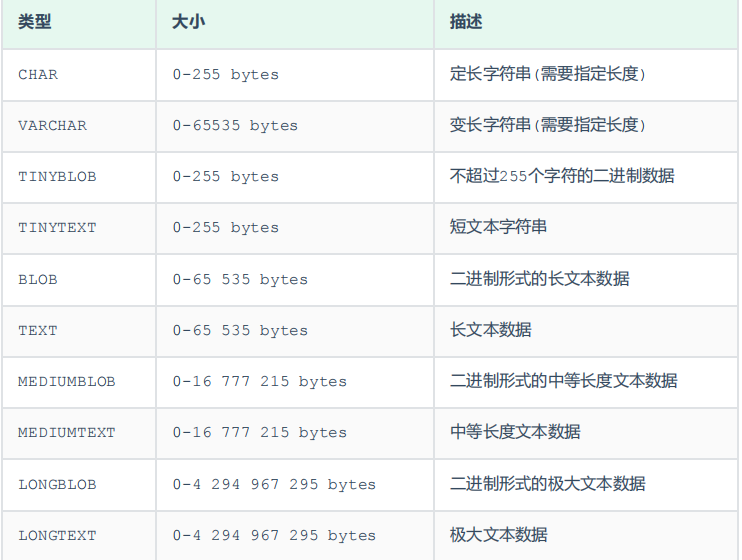 类型 大小 描述
CHAR 0-255 bytes 定长字符串(需要指定长度)
VARCHAR 0-65535 bytes 变长字符串(需要指定长度)
TINYBLOB 0-255 bytes 不超过255个字符的二进制数据
TINYTEXT 0-255 bytes 短文本字符串
BLOB 0-65 535 bytes 二进制形式的长文本数据
TEXT 0-65 535 bytes 长文本数据
MEDIUMBLOB 0-16 777 215 bytes 二进制形式的中等长度文本数据
MEDIUMTEXT 0-16 777 215 bytes 中等长度文本数据
LONGBLOB 0-4 294 967 295 bytes 二进制形式的极大文本数据
LONGTEXT 0-4 294 967 295 bytes 极大文本数据